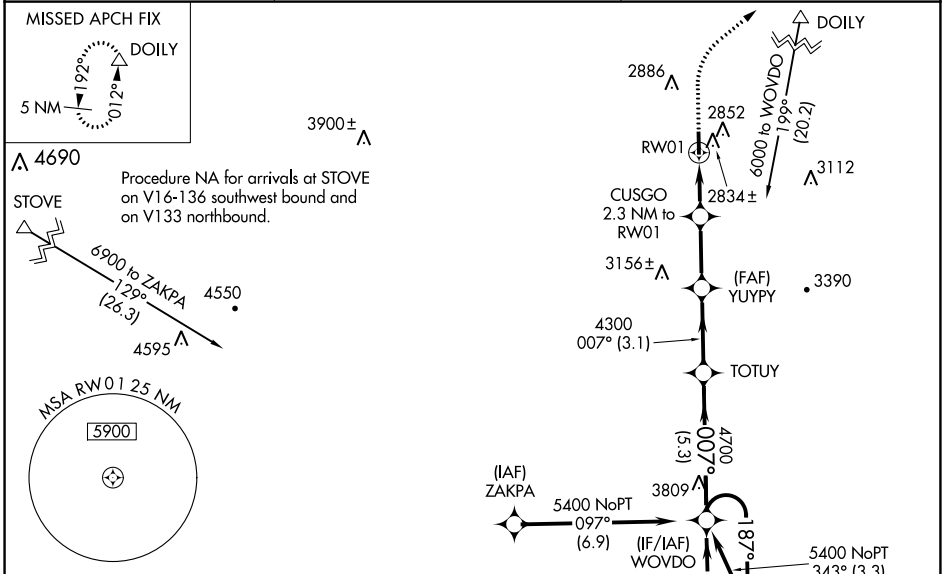 MISSED APCH FIX
DOILY
192°
012°
5 NM
4690
3900±
Procedure NA for arrivals at STOVE
on V16-136 southwest bound and
on V133 northbound.
STOVE
6900 to ZAKPA
129°
(26.3)
4550
4595
MSA RW01 25 NM
5900
DOILY
6000 to WOVDO
199°
(20.2)
2886
2852
RW01
2834±
3112
CUSGO
2.3 NM to
RW01
3156±
(FAF)
YUYPY
3390
4300
007° (3.1)
TOTUY
4700
007°
(5.3)
3809
(IAF)
ZAKPA
5400 NoPT
097°
(6.9)
(IF/IAF)
WOVDO
187°
5400 NoPT
343° (3.3)